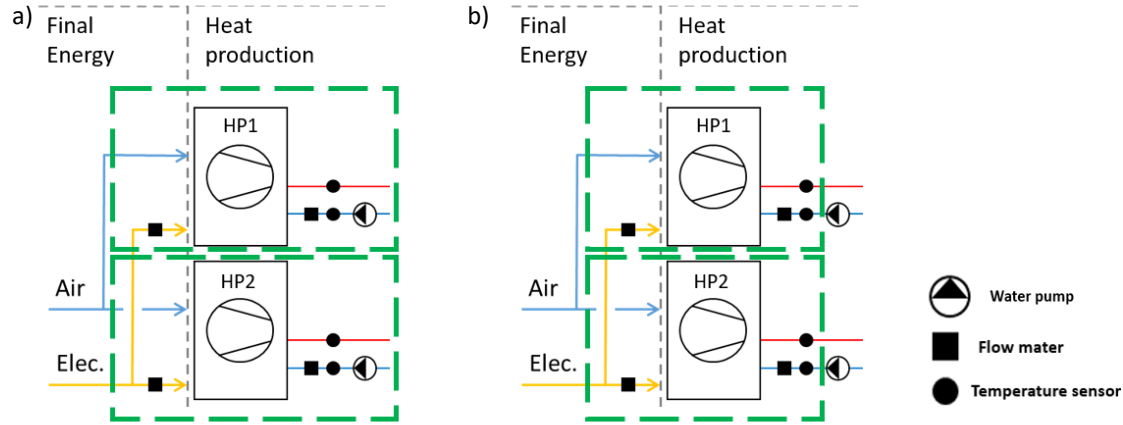 a)
Final
Energy
Heat
production
HP1
HP2
Air
Elec.
b)
Final
Energy
Heat
production
HP1
HP2
Air
Elec.
Water pump
Flow mater
Temperature sensor